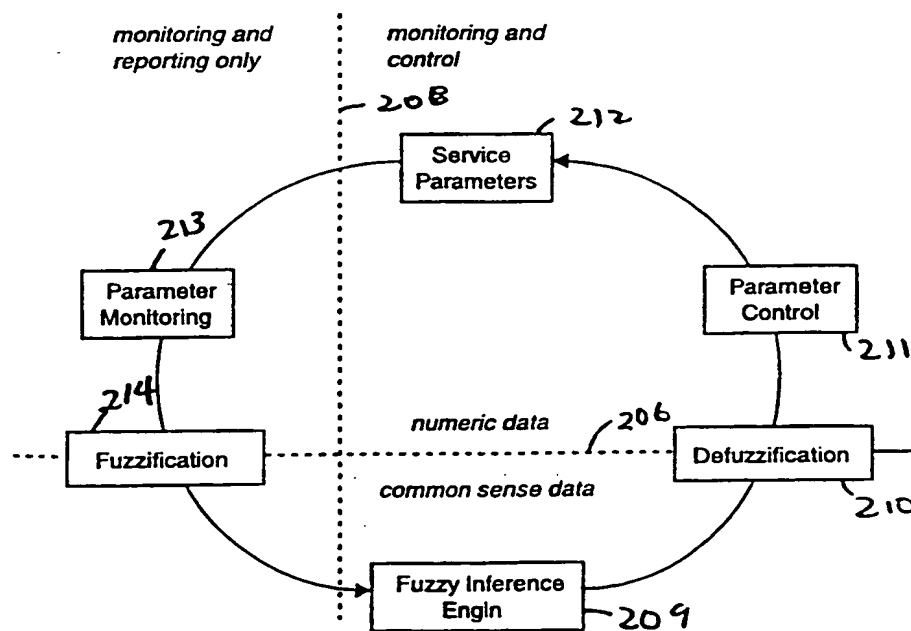 monitoring and
reporting only
monitoring and
control
208
212
Service
Parameters
213
Parameter
Monitoring
Parameter
Control
211
214
Fuzzification
numeric data
206
Defuzzification
common sense data
210
Fuzzy Inference
Engin
209